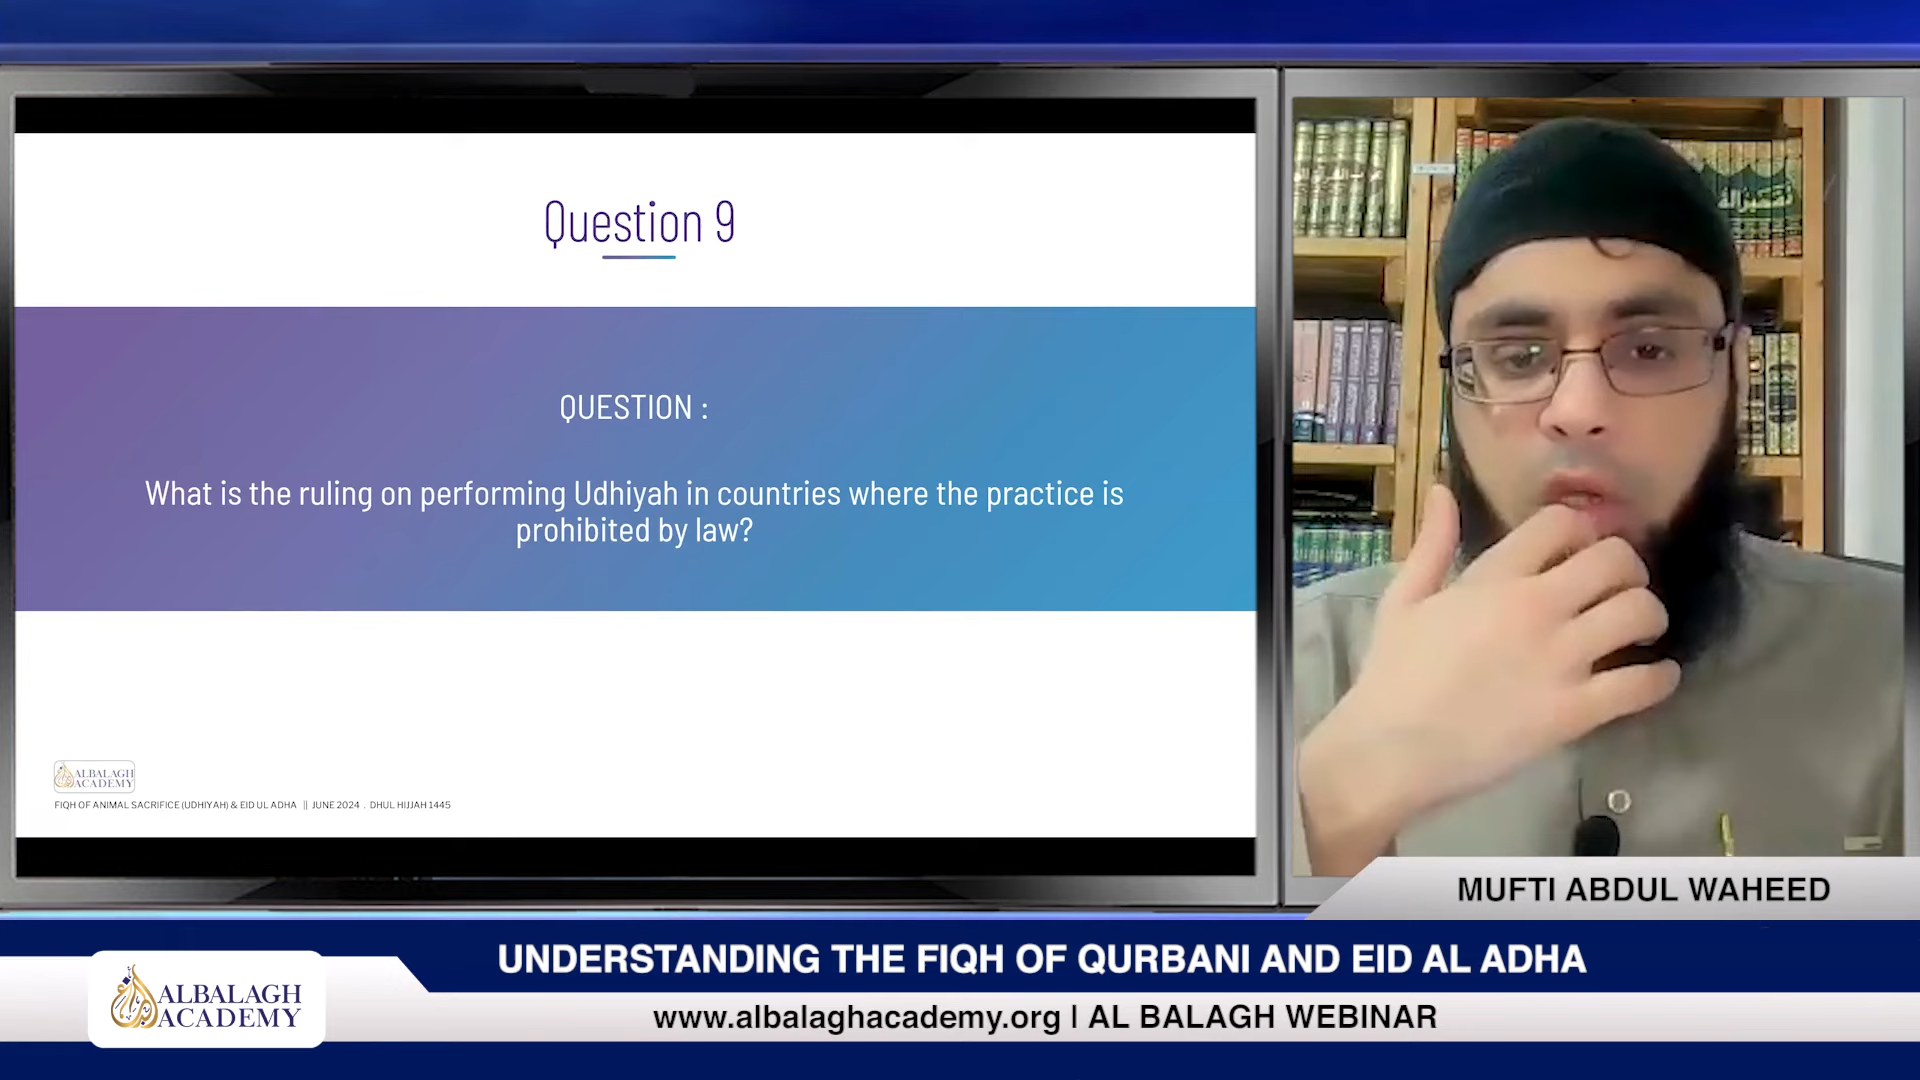 Question 9
QUESTION :
What is the ruling on performing Udhiyah in countries where the practice is
prohibited by law?
ALBALAGH
ACADEMY
FIQH OF ANIMAL SACRIFICE (UDHIYAH) & EID UL ADHA || JUNE 2024 . DHUL HIJJAH 1445
MUFTI ABDUL WAHEED
UNDERSTANDING THE FIQH OF QURBANI AND EID AL ADHA
ALBALAGH
ACADEMY
www.albalaghacademy.org | AL BALAGH WEBINAR